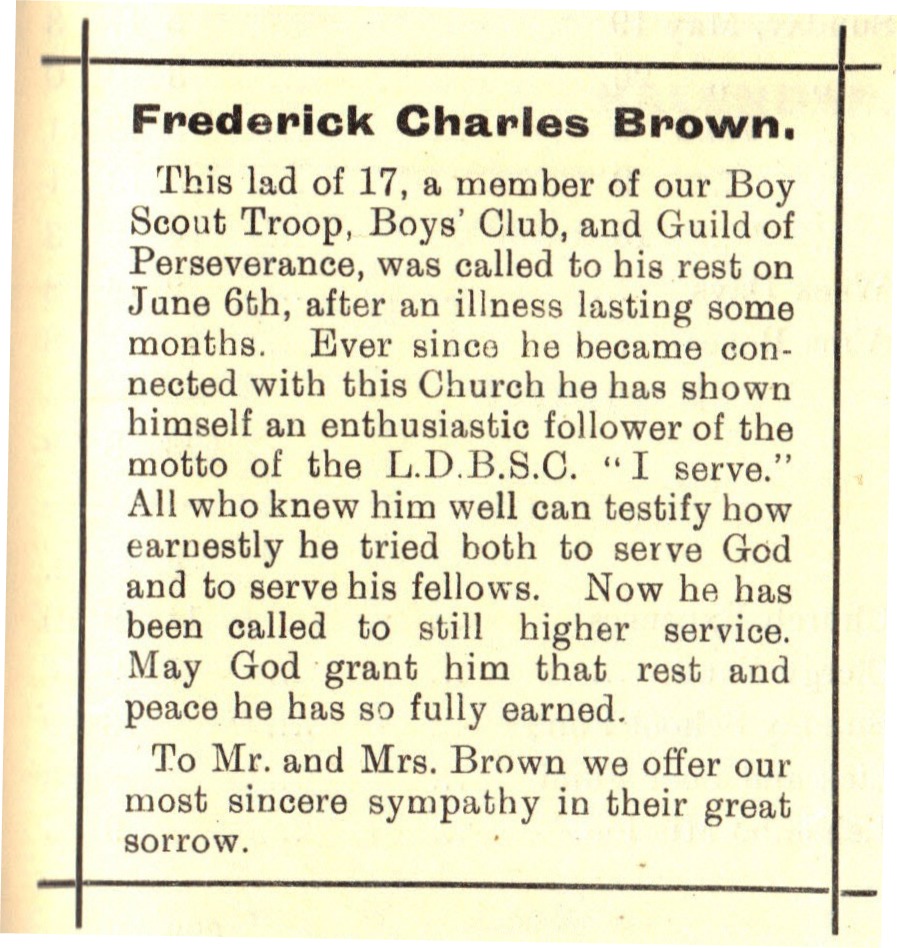 Frederick Charles Brown.
This lad of 17, a member of our Boy
Scout Troop, Boys' Club, and Guild of
Perseverance, was called to his rest on
June 6th, after an illness lasting some
months. Ever since he became con-
nected with this Church he has shown
himself an enthusiastic follower of the
motto of the L.D.B.S.C. "I serve."
All who knew him well can testify how
earnestly he tried both to serve God
and to serve his fellows. Now he has
been called to still higher service.
May God grant him that rest and
peace he has so fully earned.
To Mr. and Mrs. Brown we offer our
most sincere sympathy in their great
sorrow.